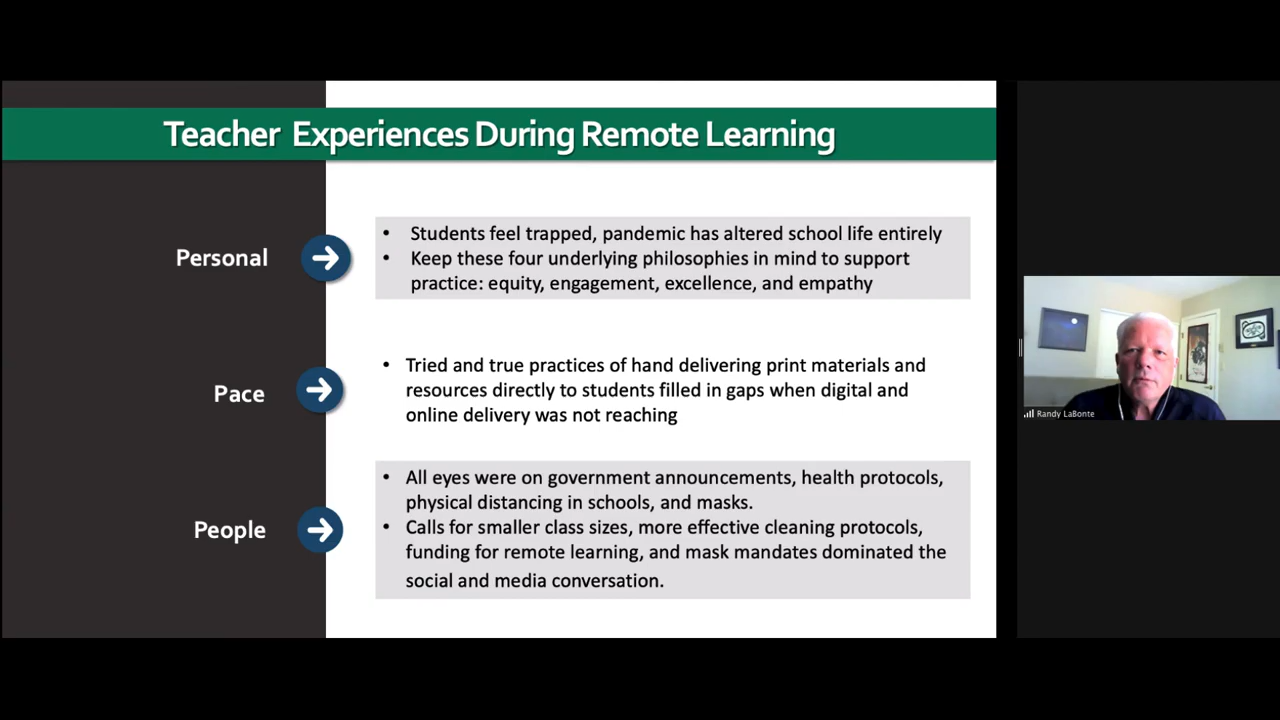 Teacher Experiences During Remote Learning
Personal
• Students feel trapped, pandemic has altered school life entirely
• Keep these four underlying philosophies in mind to support
practice: equity, engagement, excellence, and empathy
Pace
• Tried and true practices of hand delivering print materials and
resources directly to students filled in gaps when digital and
online delivery was not reaching
People
• All eyes were on government announcements, health protocols,
physical distancing in schools, and masks.
• Calls for smaller class sizes, more effective cleaning protocols,
funding for remote learning, and mask mandates dominated the
social and media conversation.
Randy LaBonte